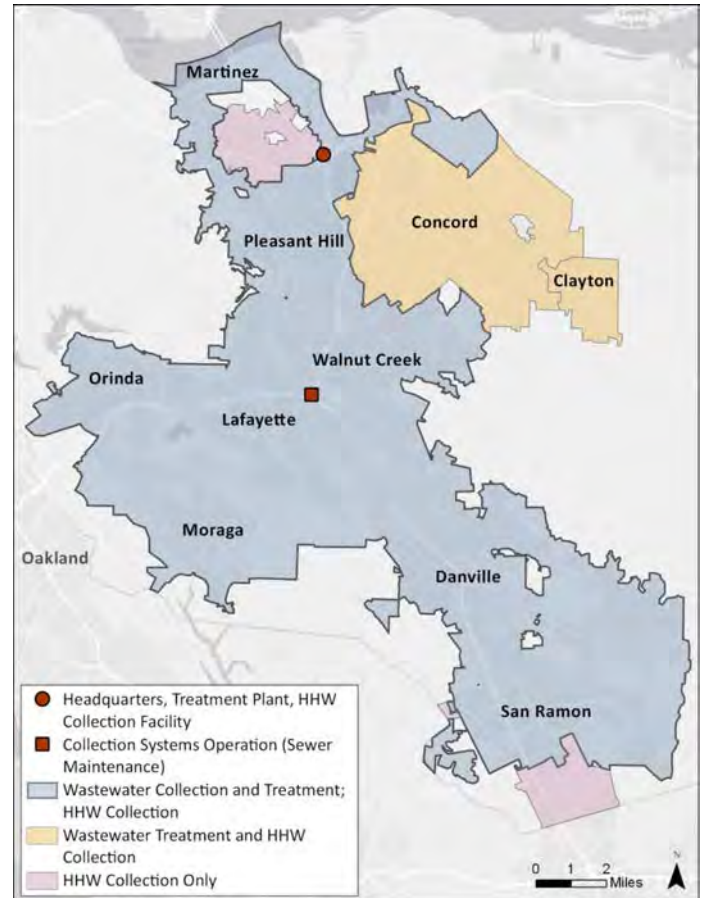 Martinez
Concord
Pleasant Hill
Clayton
Walnut Creek
Orinda
Lafayette
Moraga
Oakland
Danville
San Ramon
Headquarters, Treatment Plant, HHW
Collection Facility
Collection Systems Operation (Sewer
Maintenance)
Wastewater Collection and Treatment;
HHW Collection
Wastewater Treatment and HHW
Collection
HHW Collection Only
0 1 2
Miles
N